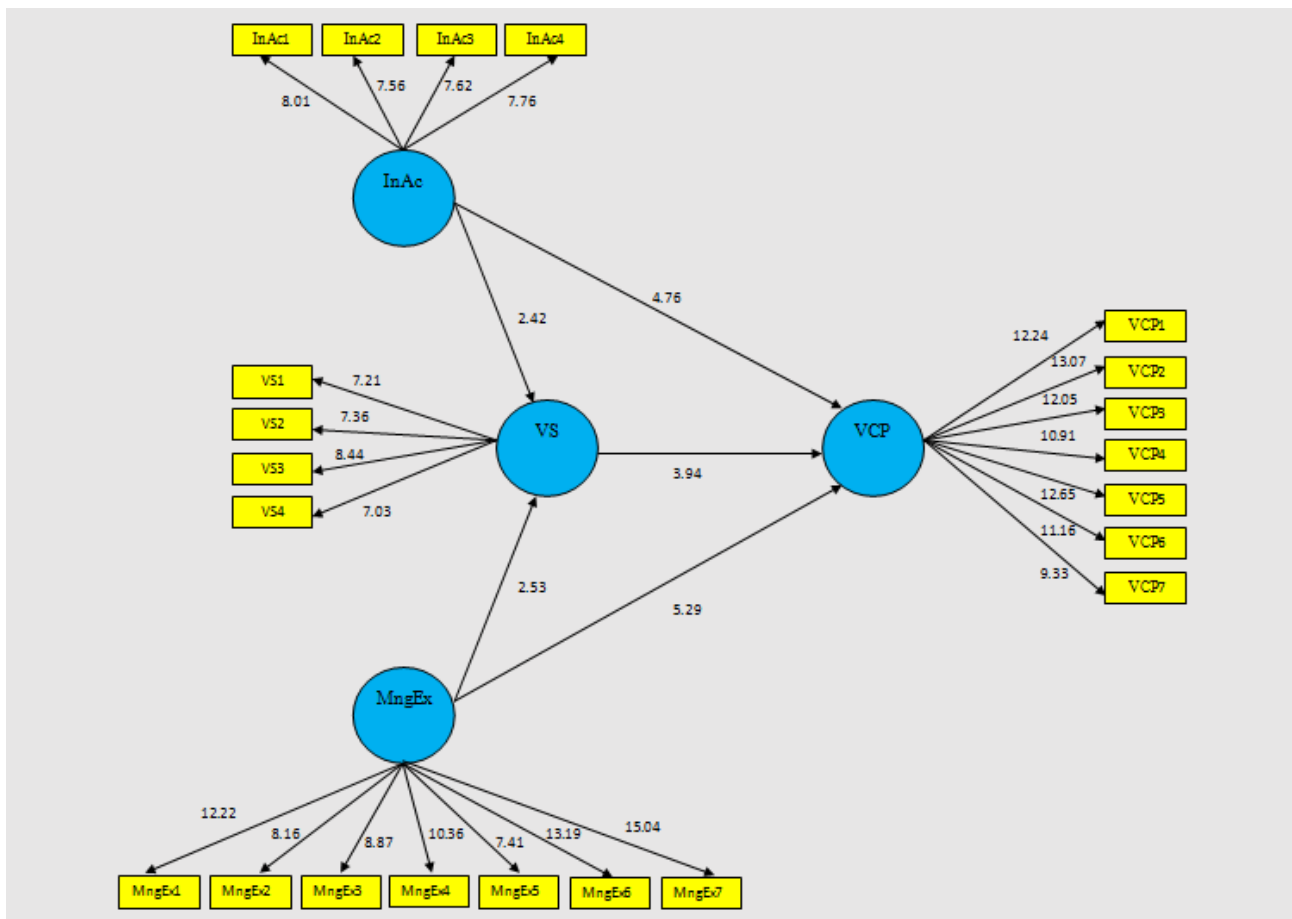 InAc1 InAc2 InAc3 InAc4
8.01 7.56 7.62 7.76
InAc
4.76
2.42
VS1 7.21
VS2 7.36
VS3 8.44
VS4 7.03
VS
3.94
VCP
12.24 VCP1
13.07 VCP2
12.05 VCP3
10.91 VCP4
12.65 VCP5
11.16 VCP6
9.33 VCP7
2.53
5.29
MngEx
12.22 8.16 8.87 10.36 7.41 13.19 15.04
MngEx1 MngEx2 MngEx3 MngEx4 MngEx5 MngEx6 MngEx7